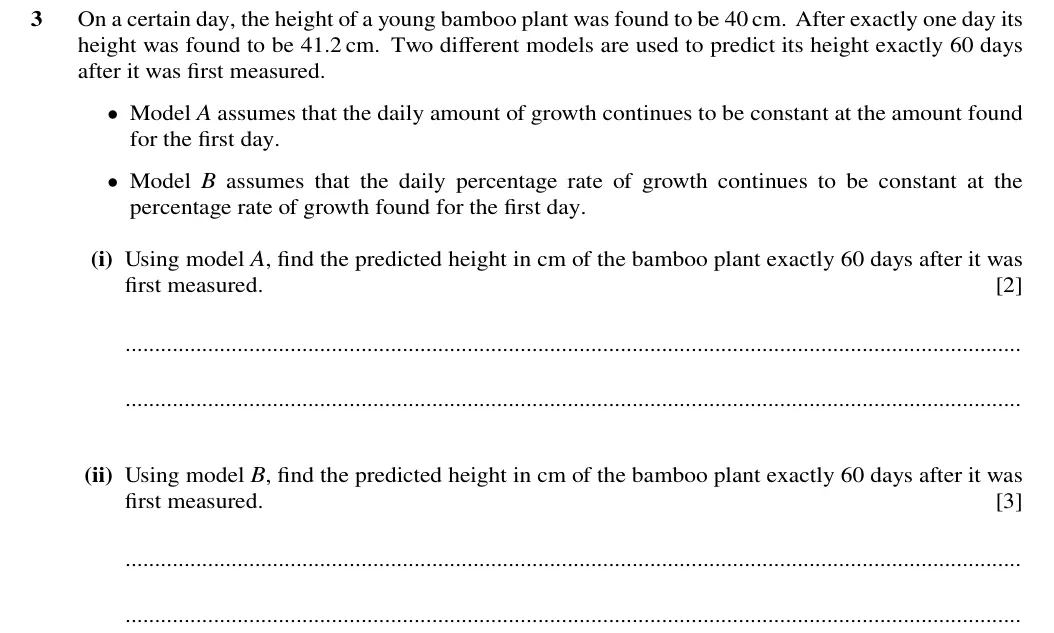 3 On a certain day, the height of a young bamboo plant was found to be 40 cm. After exactly one day its
height was found to be 41.2 cm. Two different models are used to predict its height exactly 60 days
after it was first measured.
• Model A assumes that the daily amount of growth continues to be constant at the amount found
for the first day.
• Model B assumes that the daily percentage rate of growth continues to be constant at the
percentage rate of growth found for the first day.
(i) Using model A, find the predicted height in cm of the bamboo plant exactly 60 days after it was
first measured. [2]
(ii) Using model B, find the predicted height in cm of the bamboo plant exactly 60 days after it was
first measured. [3]